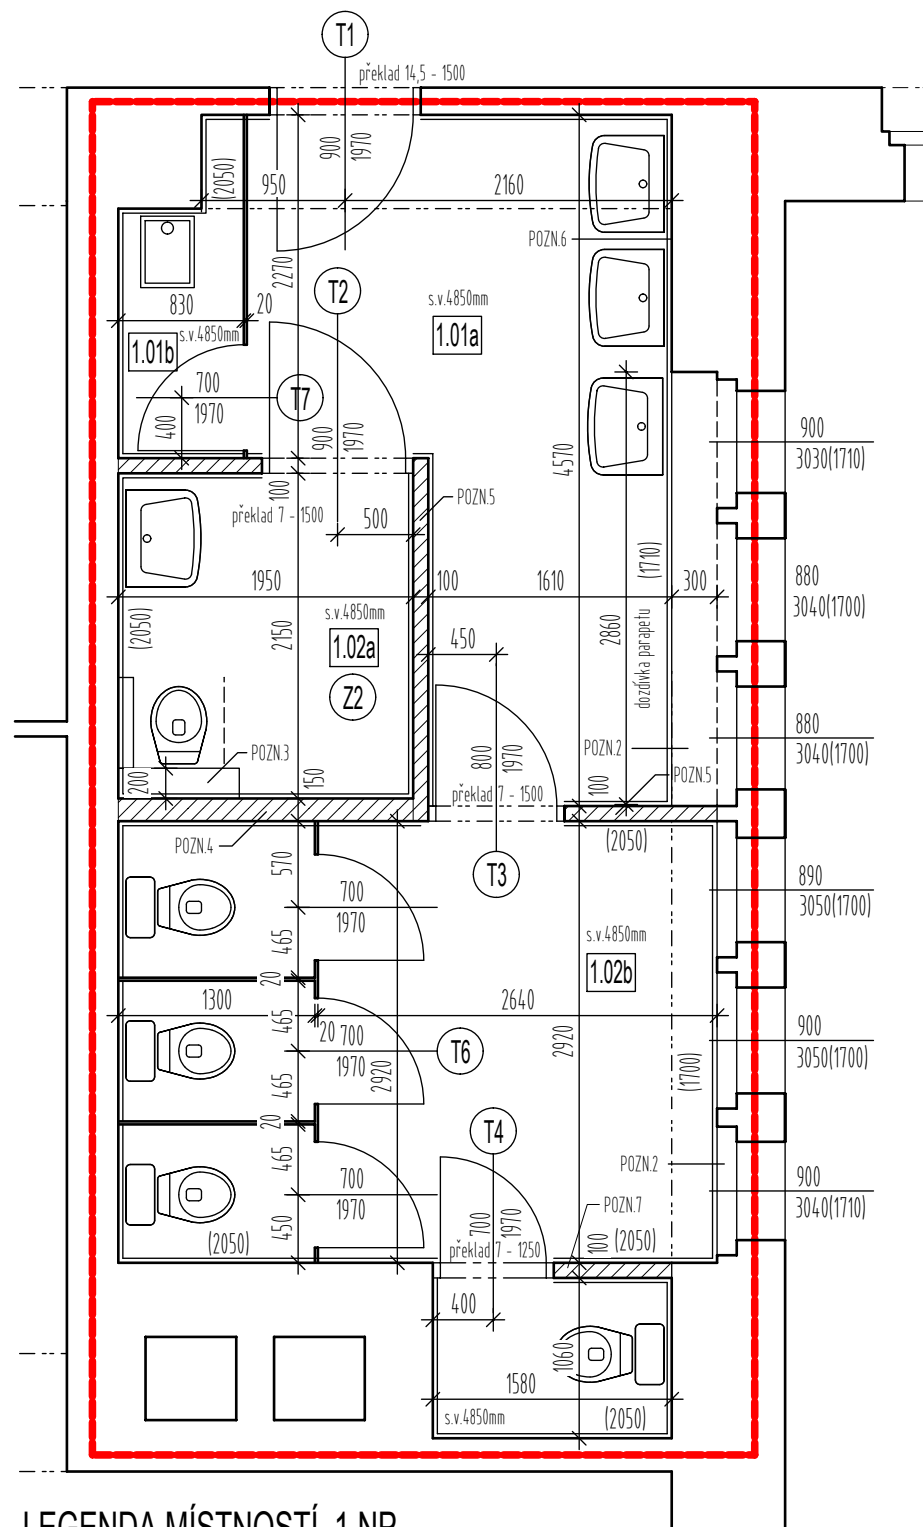 T1
překlad 14,5 - 1500
900
1970
(2050)
950
2160
POZN.6
2270
T2
s.v.4850mm
1.01a
830
20
s.v.4850mm
1.01b
700
1970
T7
400
900
1970
4570
900
3030(1710)
100
POZN.5
překlad 7 - 1500
500
(1710)
1950
100
1610
300
880
3040(1700)
(2050)
2150
s.v.4850mm
1.02a
Z2
450
2860
dozdívka parapetu
880
3040(1700)
800
1970
POZN.2
POZN.3
200
150
POZN.5
překlad 7 - 1500
100
POZN.4
(2050)
570
T3
700
1970
890
3050(1700)
465
s.v.4850mm
1.02b
20
1300
2640
465
20
700
1970
T6
2920
2920
900
3050(1700)
(1700)
465
20
T4
465
700
1970
POZN.2
900
3040(1710)
450
(2050)
700
1970
POZN.7
překlad 7 - 1250
100
(2050)
400
1060
1580
s.v.4850mm
(2050)
LEGENDA MÍSTNOSTÍ 1.NP